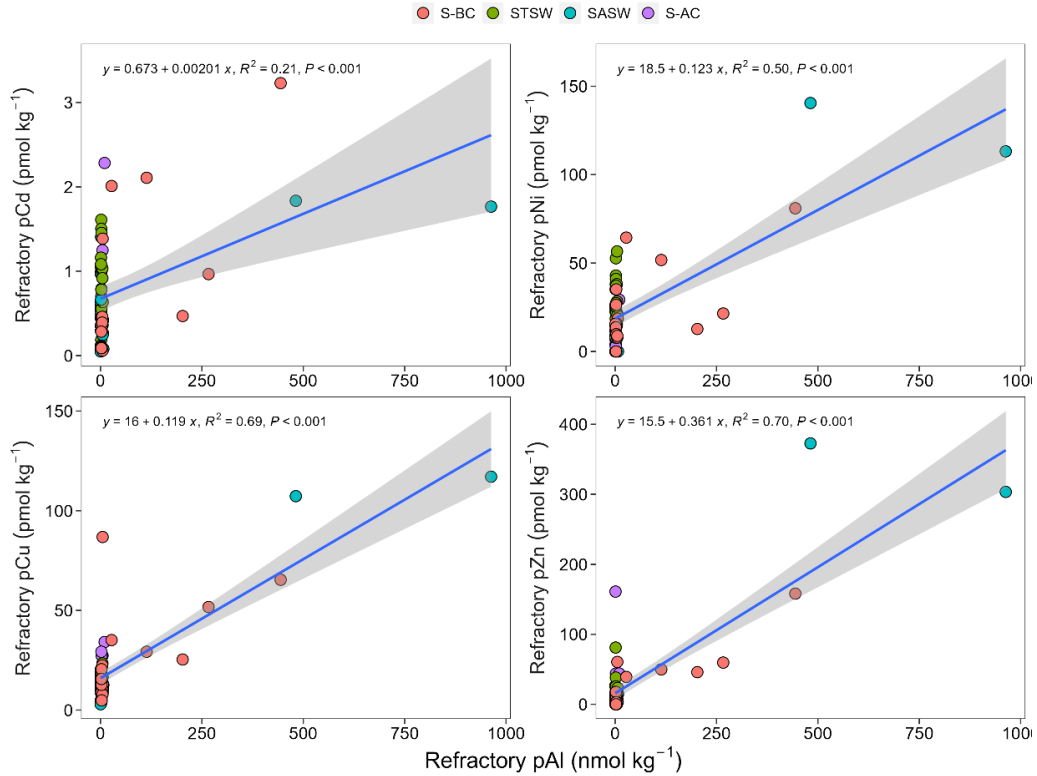 S-BC STSW SASW S-AC
y = 0.673 + 0.00201 x, R² = 0.21, P < 0.001
Refractory pCd (pmol kg⁻¹)
3
2
1
0
0 250 500 750 1000
y = 18.5 + 0.123 x, R² = 0.50, P < 0.001
Refractory pNi (pmol kg⁻¹)
150
100
50
0
0 250 500 750 1000
y = 16 + 0.119 x, R² = 0.69, P < 0.001
Refractory pCu (pmol kg⁻¹)
150
100
50
0
0 250 500 750 1000
y = 15.5 + 0.361 x, R² = 0.70, P < 0.001
Refractory pZn (pmol kg⁻¹)
400
300
200
100
0
0 250 500 750 1000
Refractory pAl (nmol kg⁻¹)